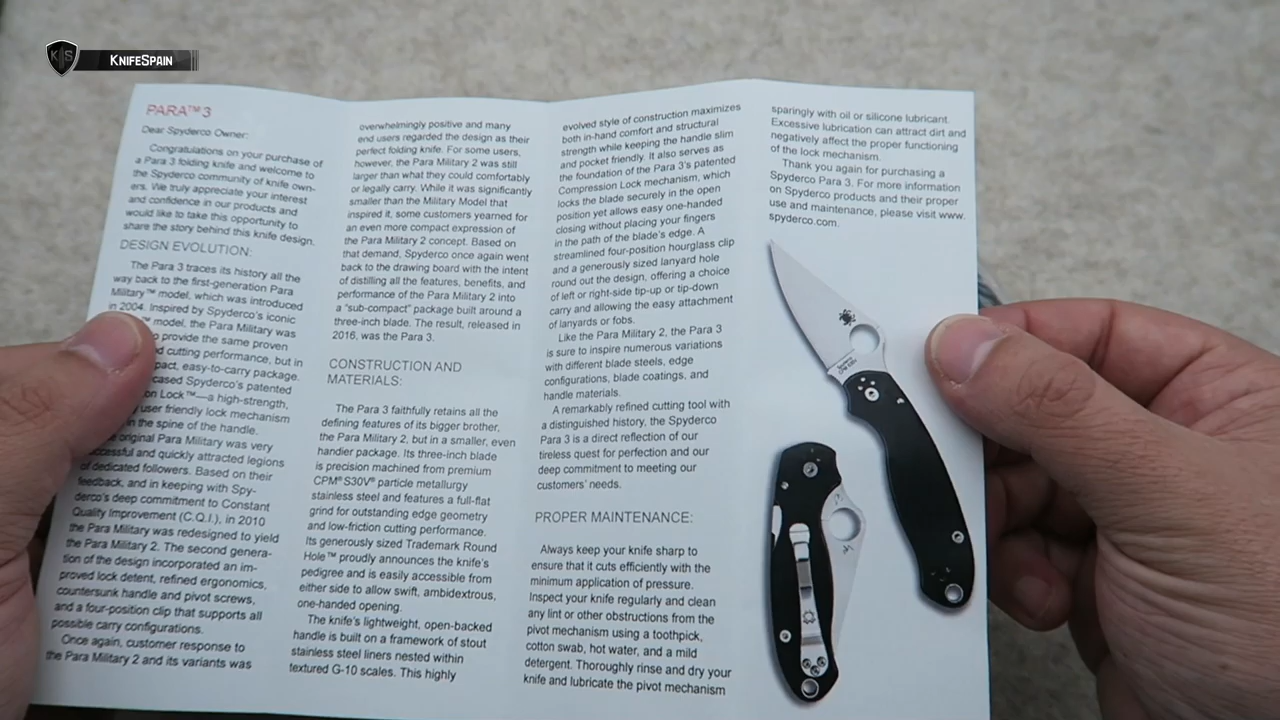 KS
KNIFESPAIN
PARA™ 3
Dear Spyderco Owner:
Congratulations on your purchase of
a Para 3 folding knife and welcome to
the Spyderco community of knife own-
ers. We truly appreciate your interest
and confidence in our products and
would like to take this opportunity to
share the story behind this knife design.
DESIGN EVOLUTION:
The Para 3 traces its history all the
way back to the first-generation Para
Military™ model, which was introduced
in 2004. Inspired by Spyderco's iconic
™ model, the Para Military was
provide the same proven
cutting performance, but in
easy-to-carry package.
Spyderco's patented
Lock™—a high-strength,
user friendly lock mechanism
in the spine of the handle.
original Para Military was very
and quickly attracted legions
of dedicated followers. Based on their
feedback, and in keeping with Spy-
derco's deep commitment to Constant
Quality Improvement (C.Q.I.), in 2010
the Para Military was redesigned to yield
the Para Military 2. The second genera-
tion of the design incorporated an im-
proved lock detent, refined ergonomics,
countersunk handle and pivot screws,
and a four-position clip that supports all
possible carry configurations.
Once again, customer response to
the Para Military 2 and its variants was
overwhelmingly positive and many
end users regarded the design as their
perfect folding knife. For some users,
however, the Para Military 2 was still
larger than what they could comfortably
or legally carry. While it was significantly
smaller than the Military Model that
inspired it, some customers yearned for
an even more compact expression of
the Para Military 2 concept. Based on
that demand, Spyderco once again went
back to the drawing board with the intent
of distilling all the features, benefits, and
performance of the Para Military 2 into
a "sub-compact" package built around a
three-inch blade. The result, released in
2016, was the Para 3.
CONSTRUCTION AND
MATERIALS:
The Para 3 faithfully retains all the
defining features of its bigger brother,
the Para Military 2, but in a smaller, even
handier package. Its three-inch blade
is precision machined from premium
CPM® S30V® particle metallurgy
stainless steel and features a full-flat
grind for outstanding edge geometry
and low-friction cutting performance.
Its generously sized Trademark Round
Hole™ proudly announces the knife's
pedigree and is easily accessible from
either side to allow swift, ambidextrous,
one-handed opening.
The knife's lightweight, open-backed
handle is built on a framework of stout
stainless steel liners nested within
textured G-10 scales. This highly
evolved style of construction maximizes
both in-hand comfort and structural
strength while keeping the handle slim
and pocket friendly. It also serves as
the foundation of the Para 3's patented
Compression Lock mechanism, which
locks the blade securely in the open
position yet allows easy one-handed
closing without placing your fingers
in the path of the blade's edge. A
streamlined four-position hourglass clip
and a generously sized lanyard hole
round out the design, offering a choice
of left or right-side tip-up or tip-down
carry and allowing the easy attachment
of lanyards or fobs.
Like the Para Military 2, the Para 3
is sure to inspire numerous variations
with different blade steels, edge
configurations, blade coatings, and
handle materials.
A remarkably refined cutting tool with
a distinguished history, the Spyderco
Para 3 is a direct reflection of our
tireless quest for perfection and our
deep commitment to meeting our
customers' needs.
PROPER MAINTENANCE:
Always keep your knife sharp to
ensure that it cuts efficiently with the
minimum application of pressure.
Inspect your knife regularly and clean
any lint or other obstructions from the
pivot mechanism using a toothpick,
cotton swab, hot water, and a mild
detergent. Thoroughly rinse and dry your
knife and lubricate the pivot mechanism
sparingly with oil or silicone lubricant.
Excessive lubrication can attract dirt and
negatively affect the proper functioning
of the lock mechanism.
Thank you again for purchasing a
Spyderco Para 3. For more information
on Spyderco products and their proper
use and maintenance, please visit www.
spyderco.com.